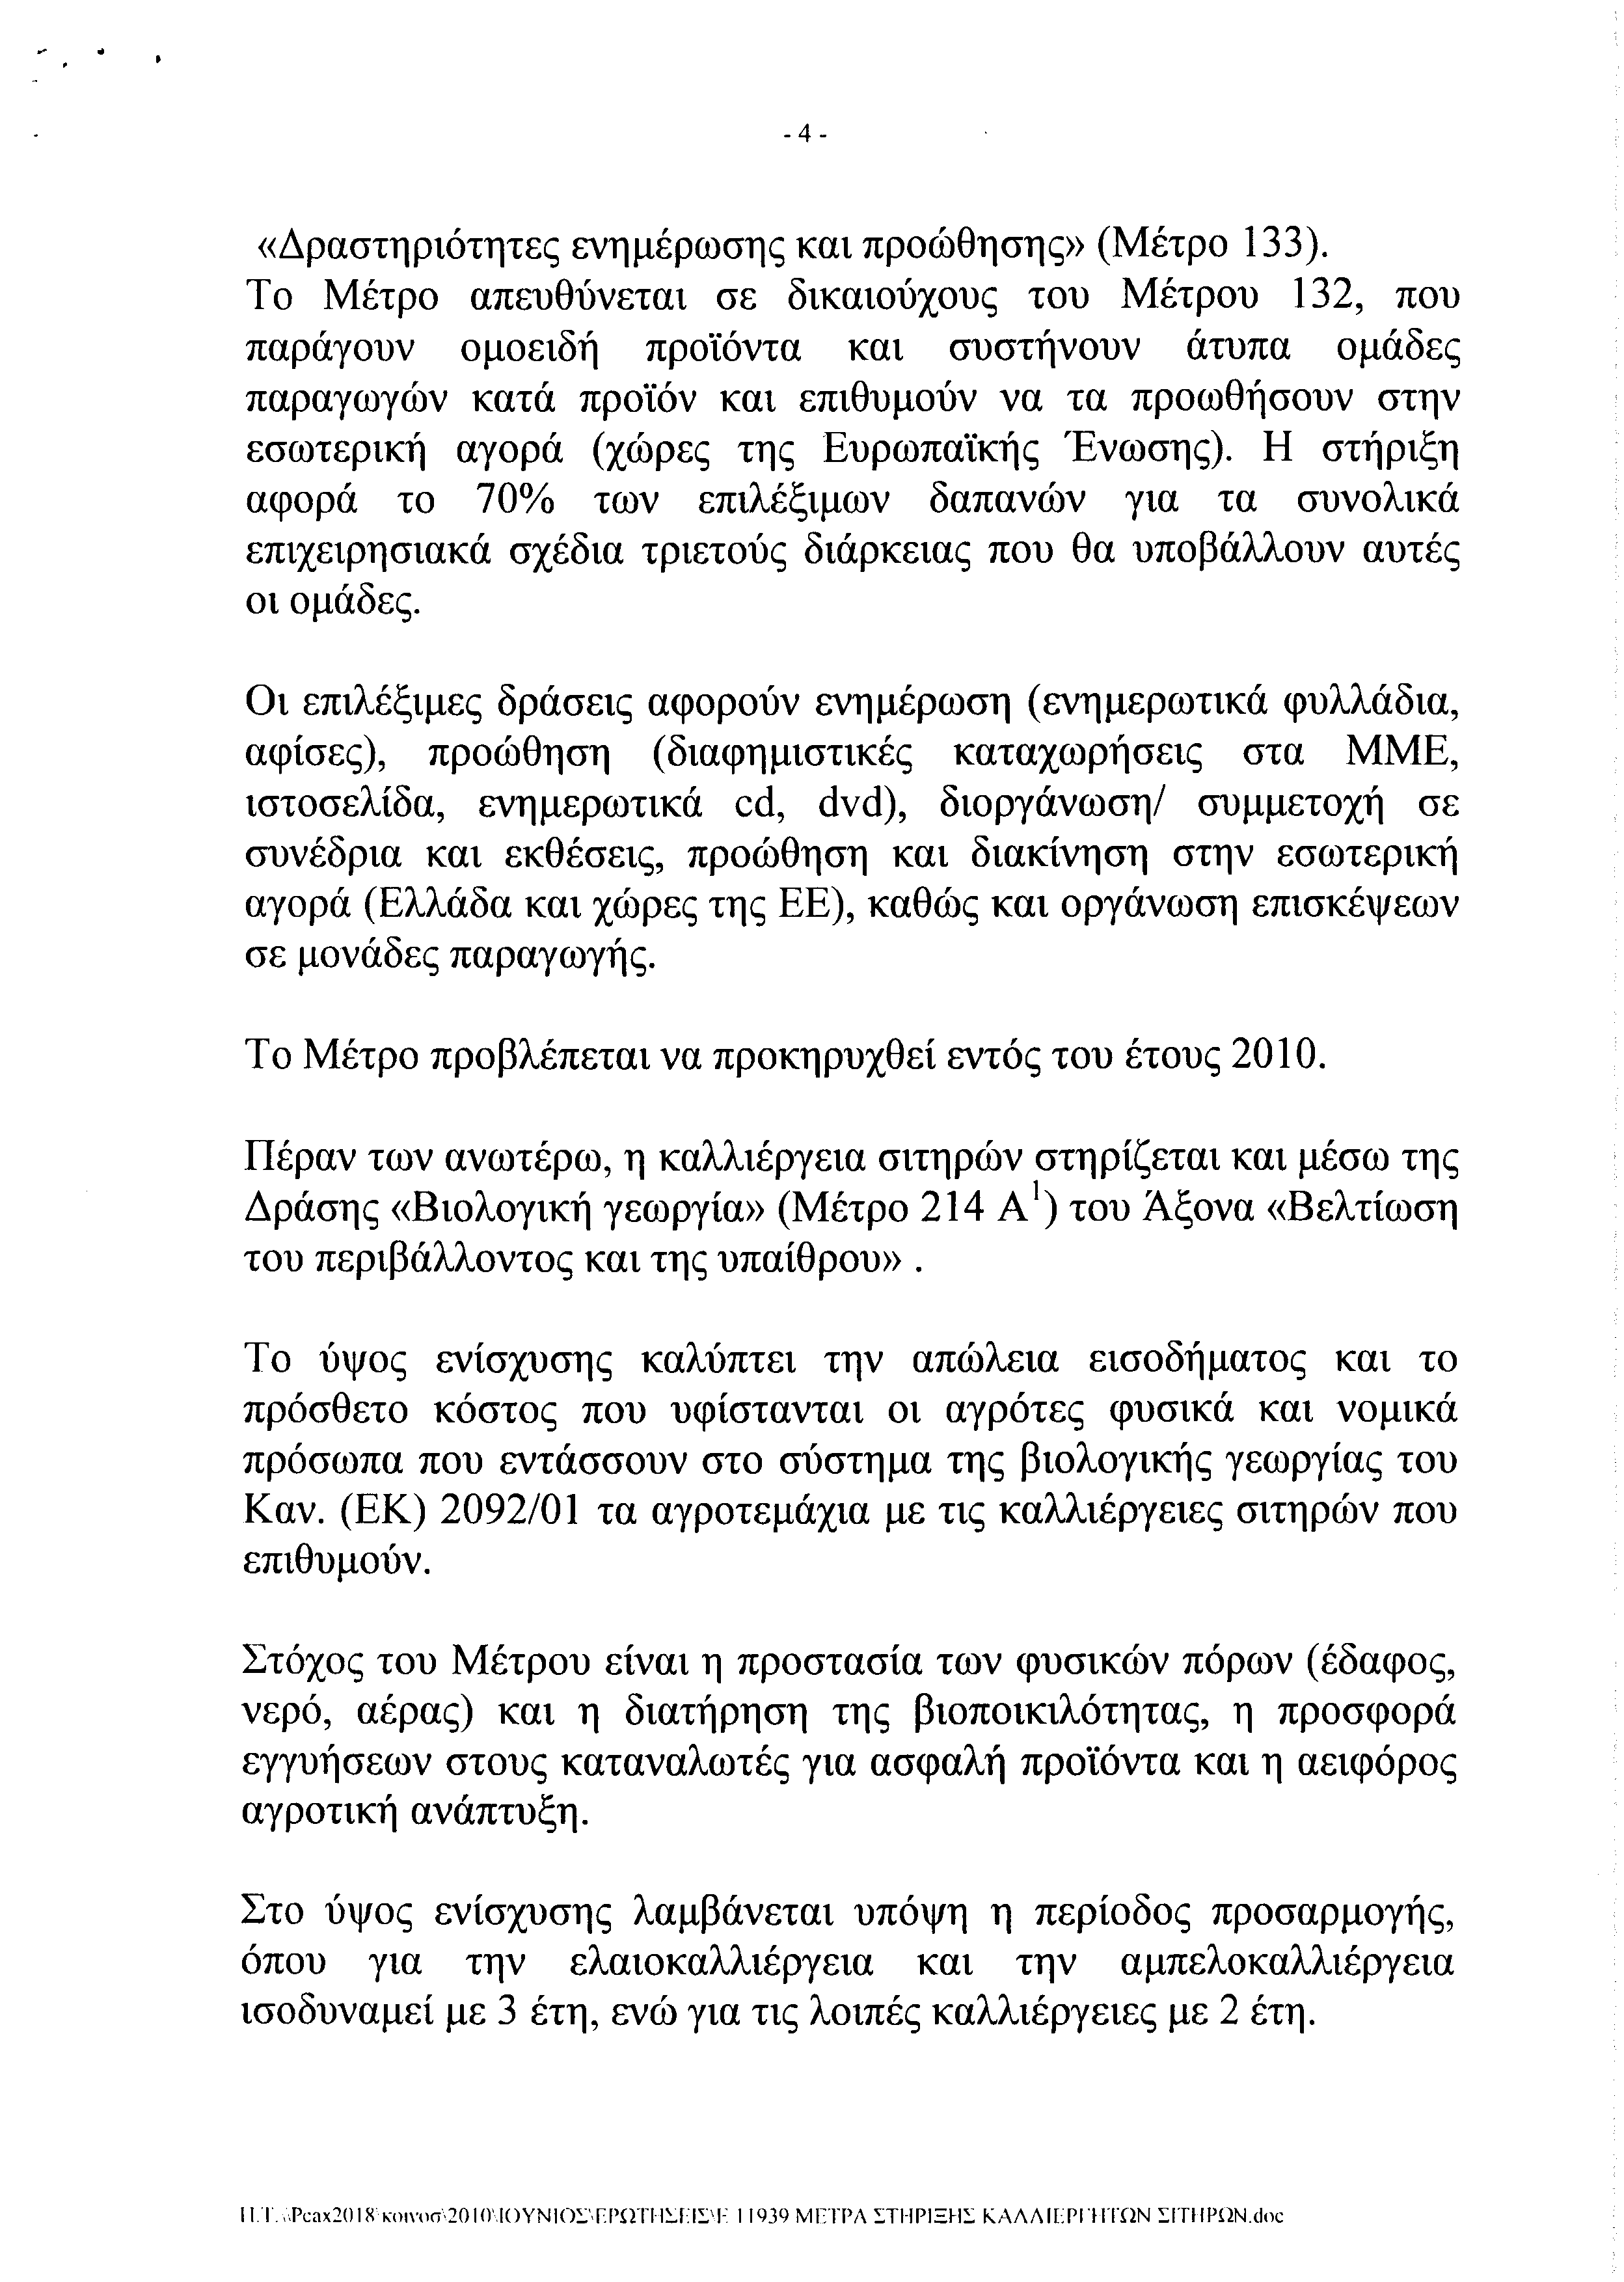 - 4 -
«Δραστηριότητες ενημέρωσης και προώθησης» (Μέτρο 133).
Το Μέτρο απευθύνεται σε δικαιούχους του Μέτρου 132, που
παράγουν ομοειδή προϊόντα και συστήνουν άτυπα ομάδες
παραγωγών κατά προϊόν και επιθυμούν να τα προωθήσουν στην
εσωτερική αγορά (χώρες της Ευρωπαϊκής Ένωσης). Η στήριξη
αφορά το 70% των επιλέξιμων δαπανών για τα συνολικά
επιχειρησιακά σχέδια τριετούς διάρκειας που θα υποβάλλουν αυτές
οι ομάδες.
Οι επιλέξιμες δράσεις αφορούν ενημέρωση (ενημερωτικά φυλλάδια,
αφίσες), προώθηση (διαφημιστικές καταχωρήσεις στα ΜΜΕ,
ιστοσελίδα, ενημερωτικά cd, dvd), διοργάνωση/ συμμετοχή σε
συνέδρια και εκθέσεις, προώθηση και διακίνηση στην εσωτερική
αγορά (Ελλάδα και χώρες της ΕΕ), καθώς και οργάνωση επισκέψεων
σε μονάδες παραγωγής.
Το Μέτρο προβλέπεται να προκηρυχθεί εντός του έτους 2010.
Πέραν των ανωτέρω, η καλλιέργεια σιτηρών στηρίζεται και μέσω της
Δράσης «Βιολογική γεωργία» (Μέτρο 214 Α¹) του Άξονα «Βελτίωση
του περιβάλλοντος και της υπαίθρου» .
Το ύψος ενίσχυσης καλύπτει την απώλεια εισοδήματος και το
πρόσθετο κόστος που υφίστανται οι αγρότες φυσικά και νομικά
πρόσωπα που εντάσσουν στο σύστημα της βιολογικής γεωργίας του
Καν. (ΕΚ) 2092/01 τα αγροτεμάχια με τις καλλιέργειες σιτηρών που
επιθυμούν.
Στόχος του Μέτρου είναι η προστασία των φυσικών πόρων (έδαφος,
νερό, αέρας) και η διατήρηση της βιοποικιλότητας, η προσφορά
εγγυήσεων στους καταναλωτές για ασφαλή προϊόντα και η αειφόρος
αγροτική ανάπτυξη.
Στο ύψος ενίσχυσης λαμβάνεται υπόψη η περίοδος προσαρμογής,
όπου για την ελαιοκαλλιέργεια και την αμπελοκαλλιέργεια
ισοδυναμεί με 3 έτη, ενώ για τις λοιπές καλλιέργειες με 2 έτη.
Π.Τ. \\Pcax2018\κοινοσ\2010\ΙΟΥΝΙΟΣ\ΕΡΩΤΗΣΕΙΣ\Ε 11939 ΜΕΤΡΑ ΣΤΗΡΙΞΗΣ ΚΑΛΛΙΕΡΓΗΤΩΝ ΣΙΤΗΡΩΝ.doc